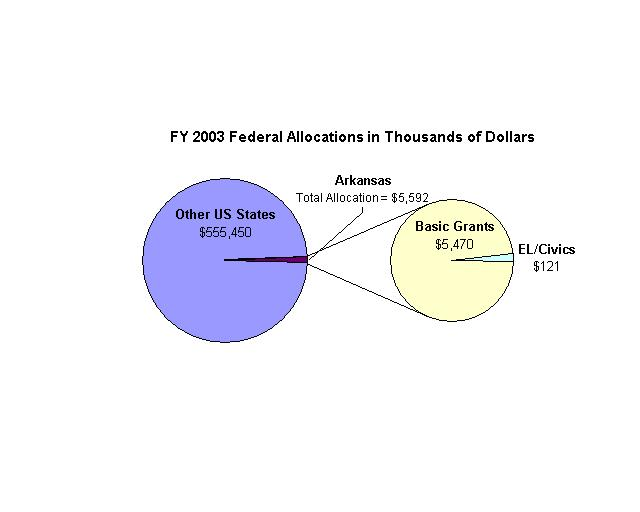 FY 2003 Federal Allocations in Thousands of Dollars
Arkansas
Total Allocation = $5,592
Other US States
$555,450
Basic Grants
$5,470
EL/Civics
$121